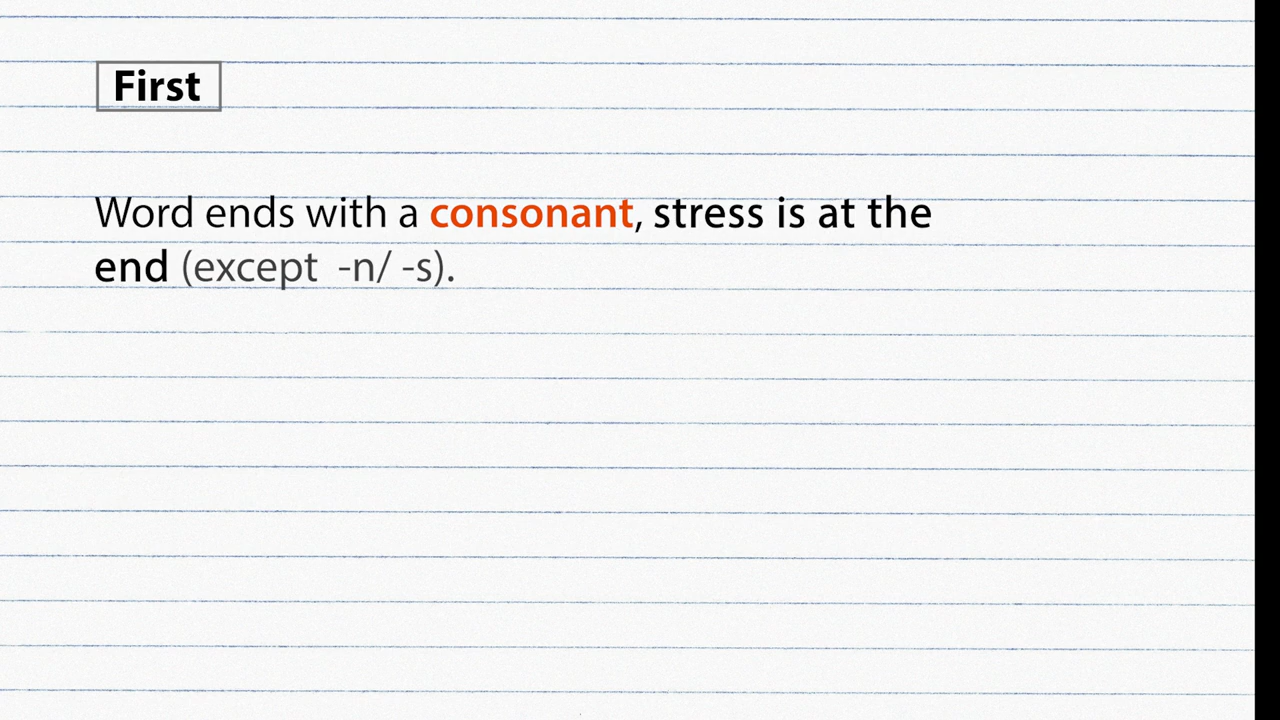 First
Word ends with a consonant, stress is at the
end (except -n/ -s).